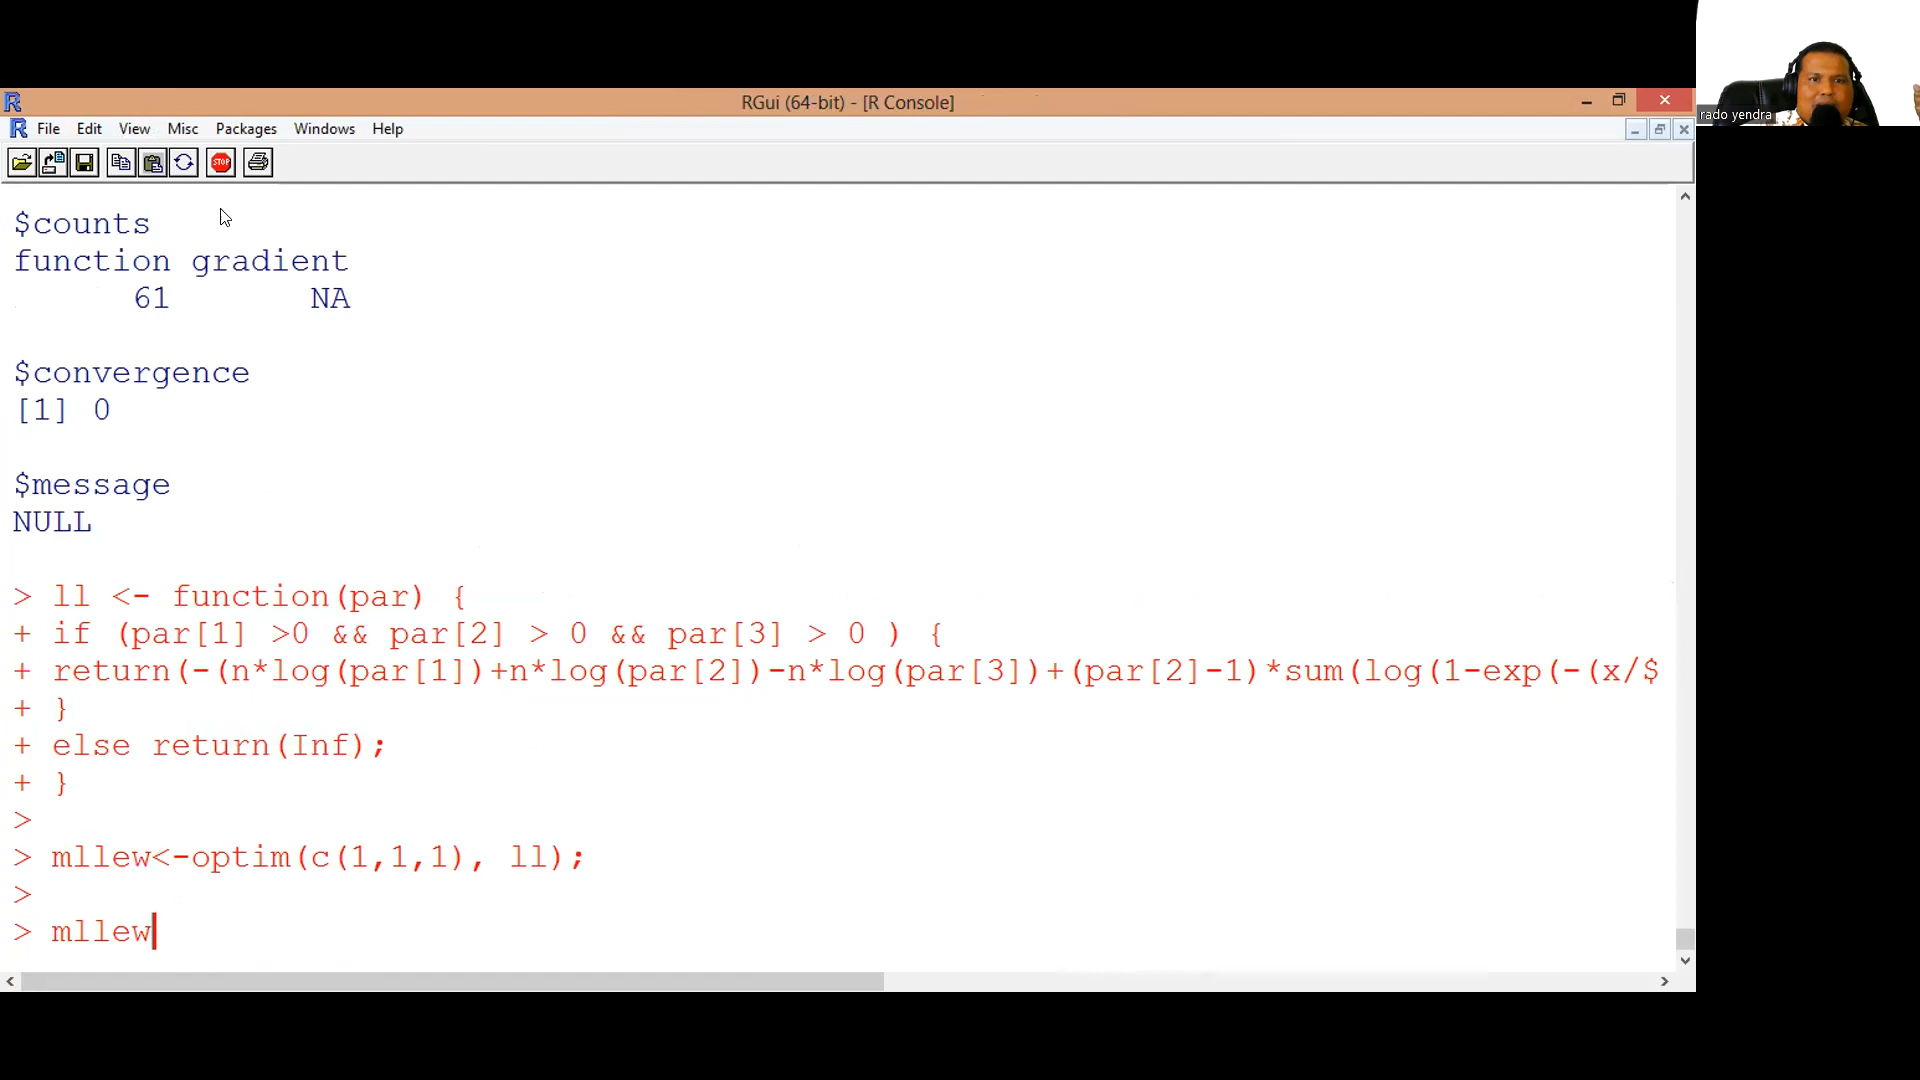 RGui (64-bit) - [R Console]
File Edit View Misc Packages Windows Help
STOP
rado yendra
$counts
function gradient
61 NA
$convergence
[1] 0
$message
NULL
> ll <- function(par) {
+ if (par[1] >0 && par[2] > 0 && par[3] > 0 ) {
+ return(-(n*log(par[1])+n*log(par[2])-n*log(par[3])+(par[2]-1)*sum(log(1-exp(-(x/$
+ }
+ else return(Inf);
+ }
>
> mllew<-optim(c(1,1,1), ll);
>
> mllew